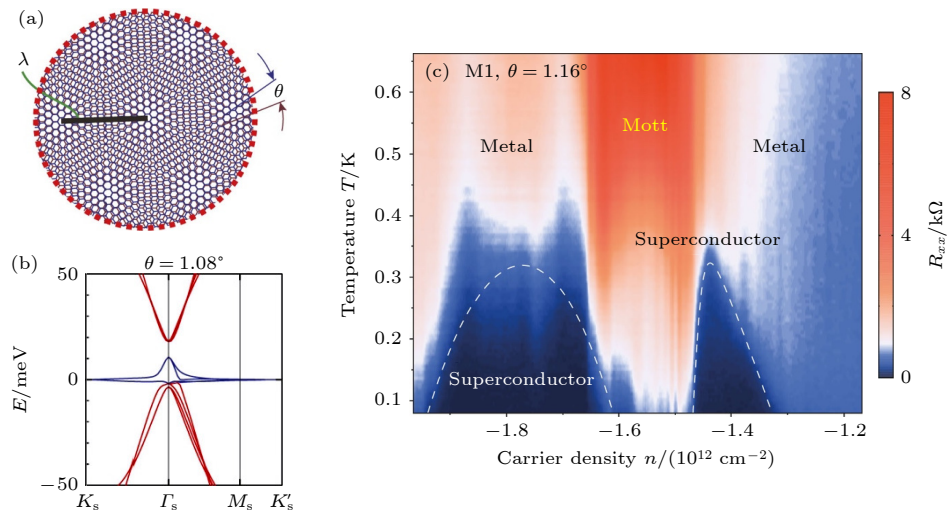 (a)
λ
θ
(b)
θ = 1.08°
50
0
−50
E/meV
K_s
Γ_s
M_s
K′_s
(c) M1, θ = 1.16°
Metal
Mott
Metal
Superconductor
Superconductor
0.6
0.5
0.4
0.3
0.2
0.1
Temperature T/K
−1.8
−1.6
−1.4
−1.2
Carrier density n/(10¹² cm⁻²)
8
4
0
R_xx/kΩ